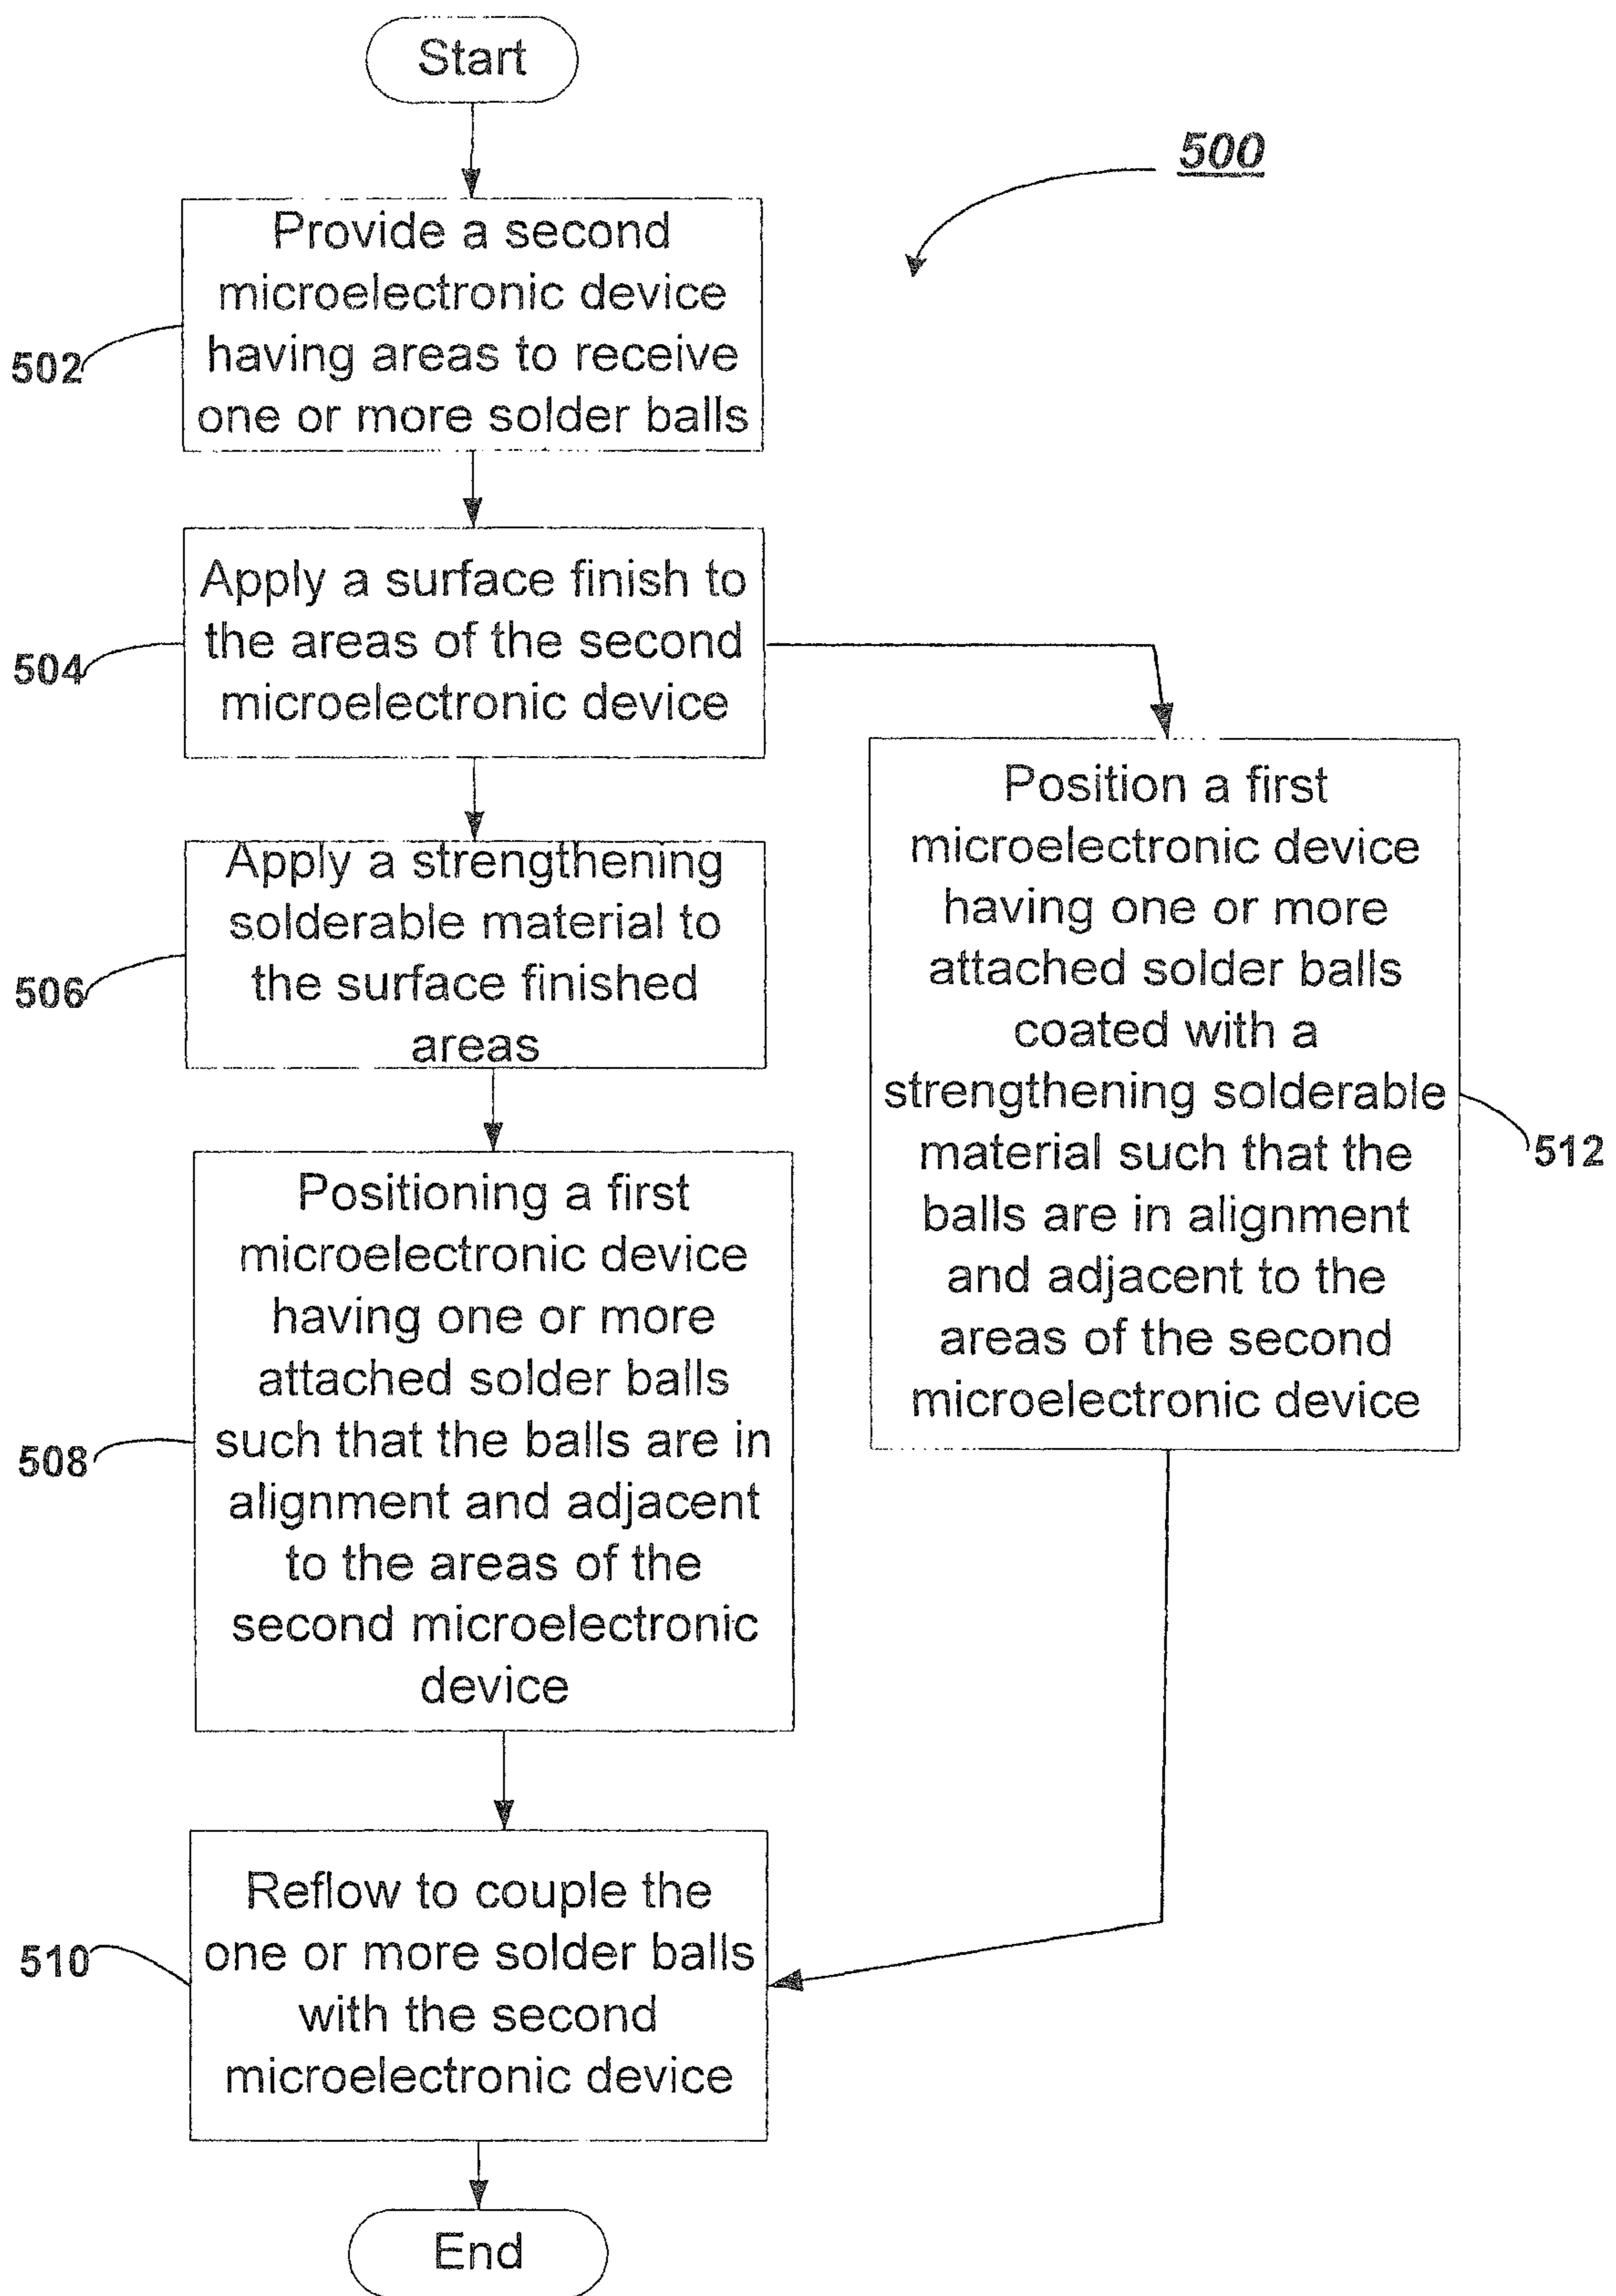 Start
500
Provide a second
microelectronic device
having areas to receive
one or more solder balls
502
Apply a surface finish to
the areas of the second
microelectronic device
504
Apply a strengthening
solderable material to
the surface finished
areas
506
Position a first
microelectronic device
having one or more
attached solder balls
coated with a
strengthening solderable
material such that the
balls are in alignment
and adjacent to the
areas of the second
microelectronic device
512
Positioning a first
microelectronic device
having one or more
attached solder balls
such that the balls are in
alignment and adjacent
to the areas of the
second microelectronic
device
508
Reflow to couple the
one or more solder balls
with the second
microelectronic device
510
End